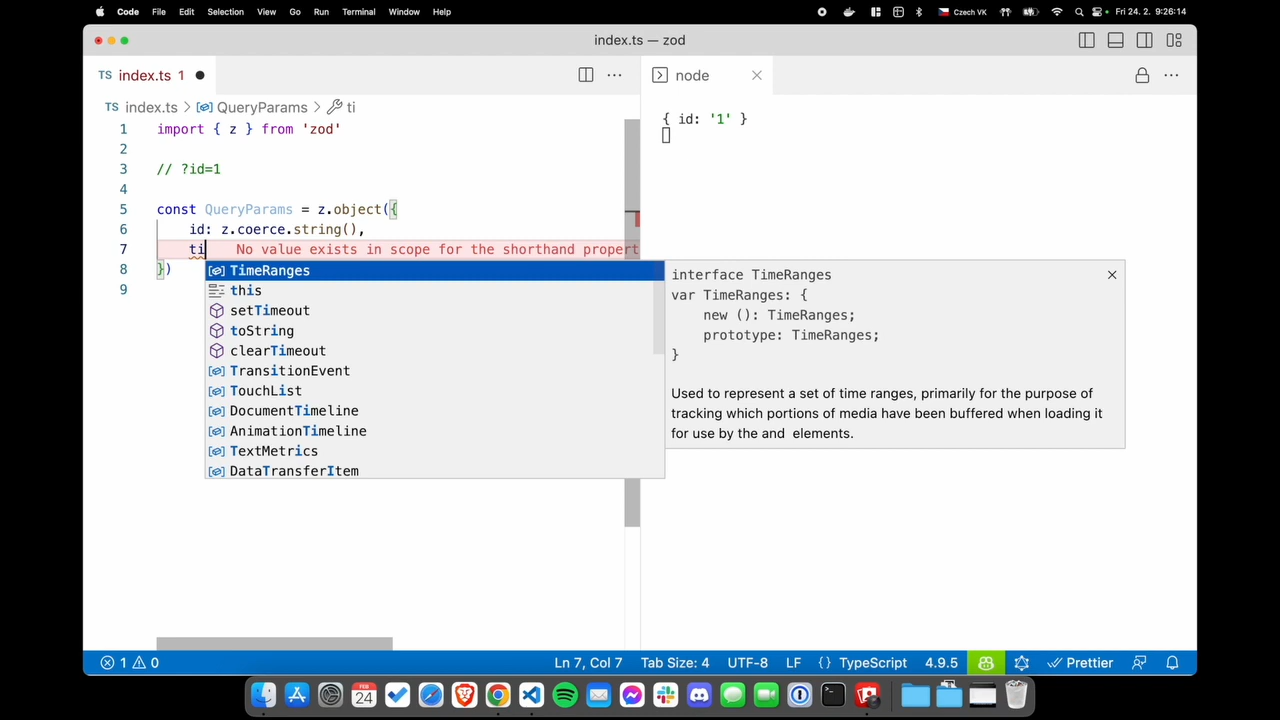 Code File Edit Selection View Go Run Terminal Window Help Czech VK Fri 24. 2. 9:26:14
index.ts — zod
TS index.ts 1
node
TS index.ts > QueryParams > ti
1 import { z } from 'zod'
2
3 // ?id=1
4
5 const QueryParams = z.object({
6 id: z.coerce.string(),
7 ti No value exists in scope for the shorthand propert
8 })
9
TimeRanges
this
setTimeout
toString
clearTimeout
TransitionEvent
TouchList
DocumentTimeline
AnimationTimeline
TextMetrics
DataTransferItem
{ id: '1' }
interface TimeRanges
var TimeRanges: {
new (): TimeRanges;
prototype: TimeRanges;
}
Used to represent a set of time ranges, primarily for the purpose of
tracking which portions of media have been buffered when loading it
for use by the and elements.
1 0 Ln 7, Col 7 Tab Size: 4 UTF-8 LF {} TypeScript 4.9.5 Prettier
FEB
24